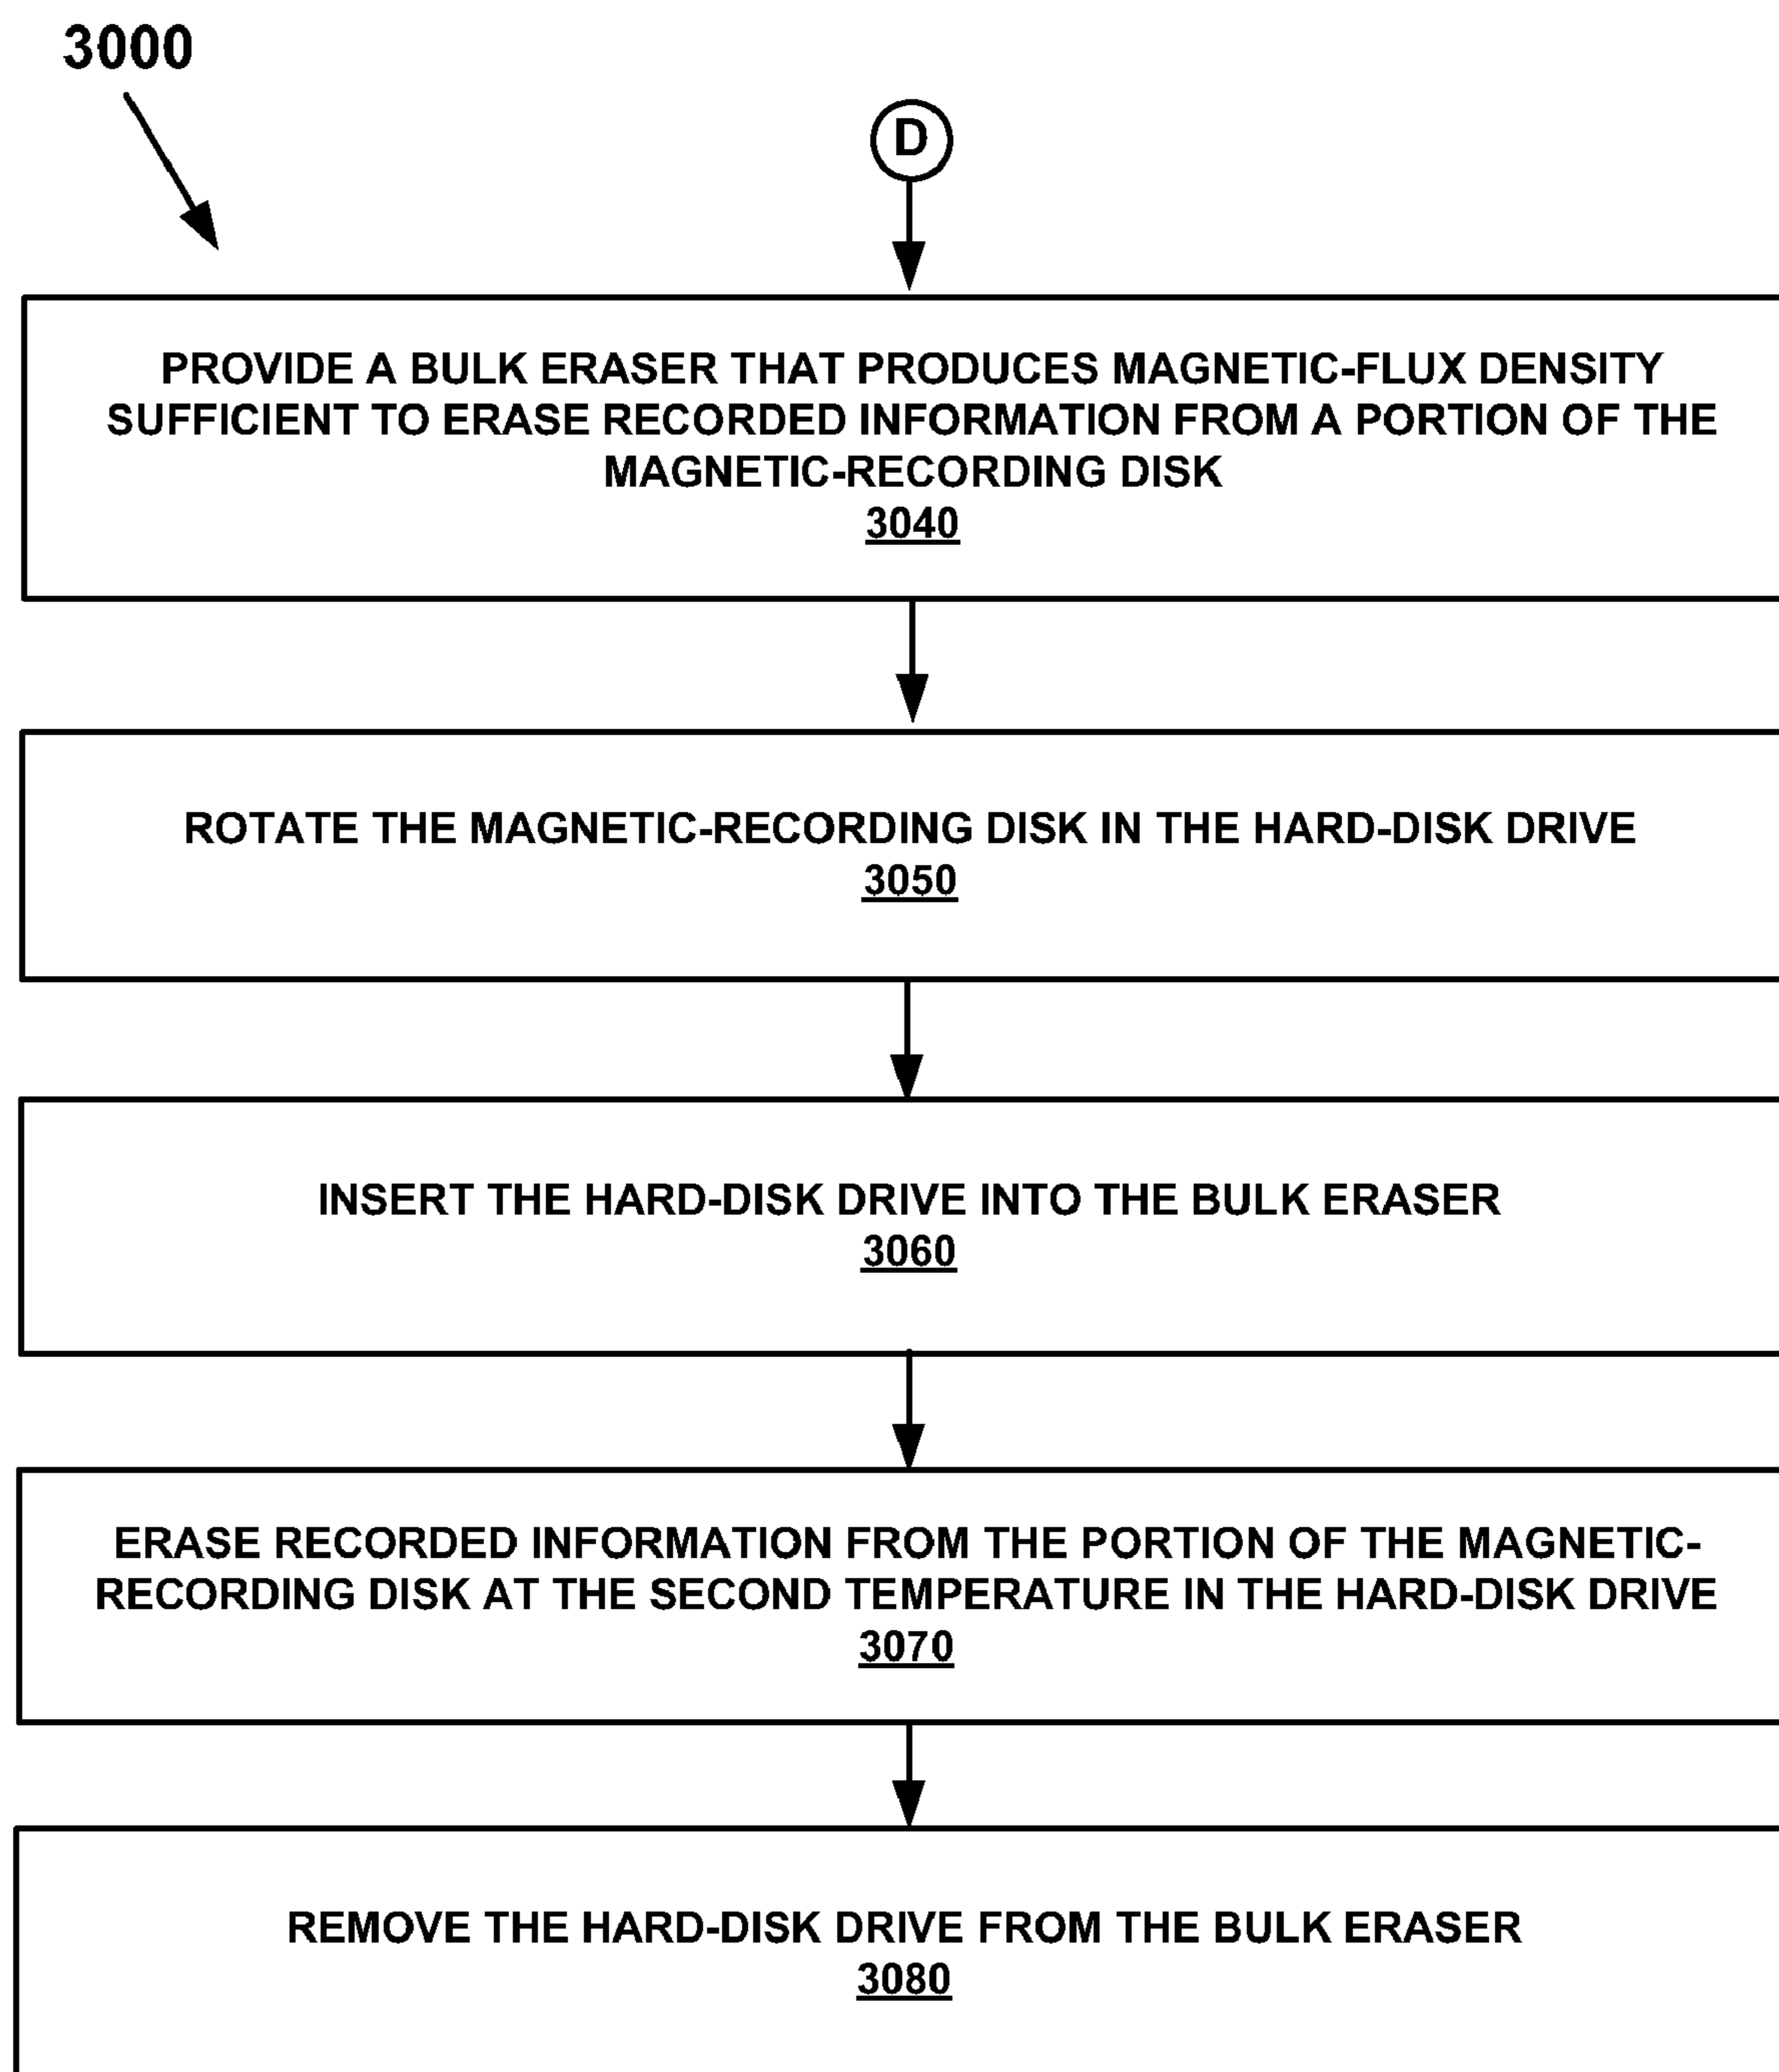 3000
D
PROVIDE A BULK ERASER THAT PRODUCES MAGNETIC-FLUX DENSITY
SUFFICIENT TO ERASE RECORDED INFORMATION FROM A PORTION OF THE
MAGNETIC-RECORDING DISK
3040
ROTATE THE MAGNETIC-RECORDING DISK IN THE HARD-DISK DRIVE
3050
INSERT THE HARD-DISK DRIVE INTO THE BULK ERASER
3060
ERASE RECORDED INFORMATION FROM THE PORTION OF THE MAGNETIC-
RECORDING DISK AT THE SECOND TEMPERATURE IN THE HARD-DISK DRIVE
3070
REMOVE THE HARD-DISK DRIVE FROM THE BULK ERASER
3080